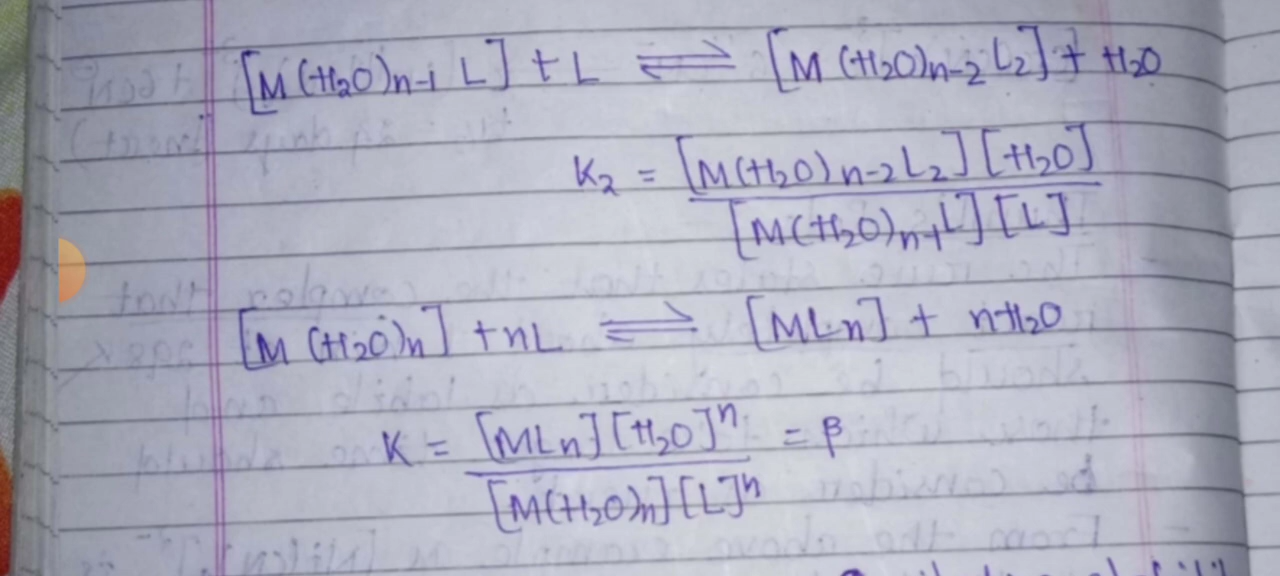 [M(H₂O)n-1 L] + L ⇌ [M(H₂O)n-2 L₂] + H₂O
K₂ = [M(H₂O)n-2 L₂][H₂O]
[M(H₂O)n-1L][L]
[M(H₂O)n] + nL ⇌ [MLn] + nH₂O
K = [MLn][H₂O]ⁿ = β
[M(H₂O)n][L]ⁿ